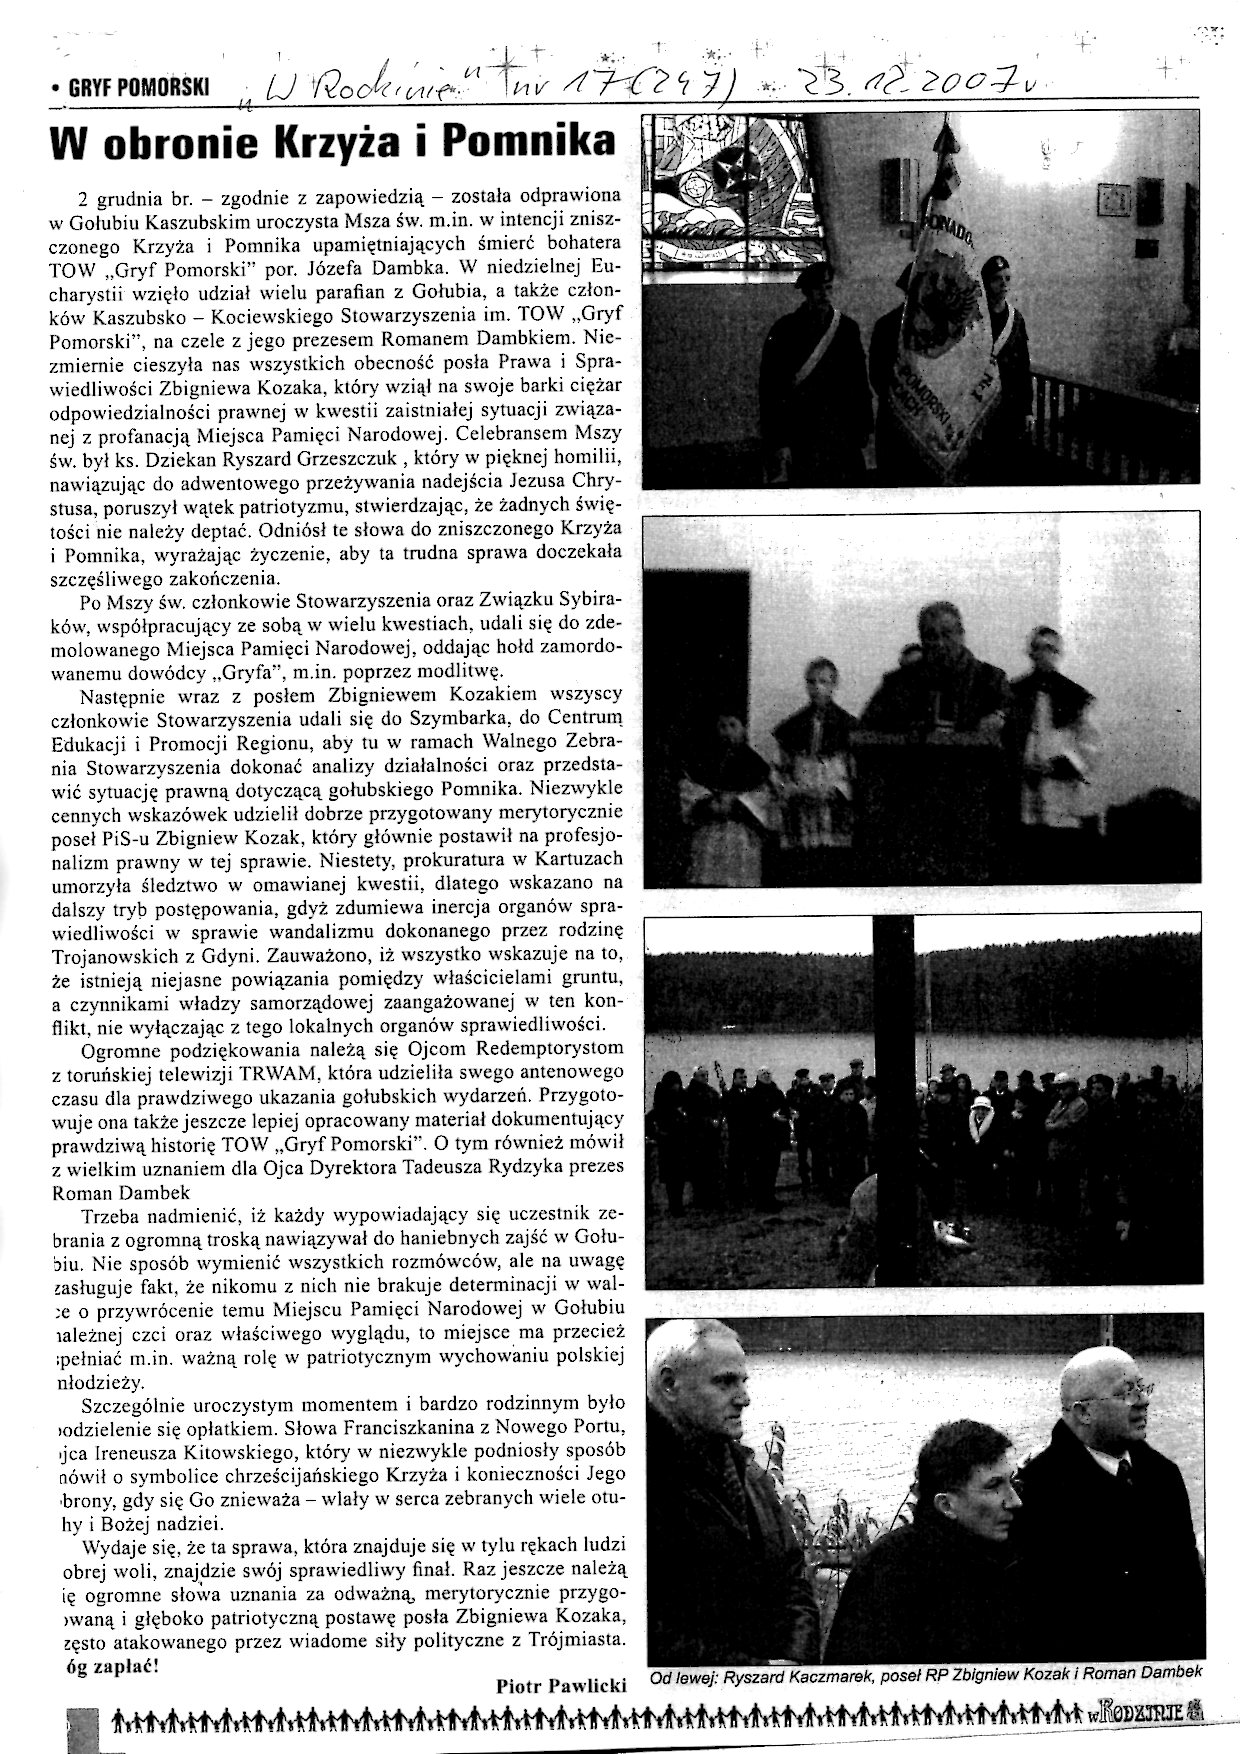 • GRYF POMORSKI
„W Rodzinie" nr 17 (247) 23.12.2007r
W obronie Krzyża i Pomnika
2 grudnia br. – zgodnie z zapowiedzią – została odprawiona
w Gołubiu Kaszubskim uroczysta Msza św. m.in. w intencji znisz-
czonego Krzyża i Pomnika upamiętniających śmierć bohatera
TOW „Gryf Pomorski” por. Józefa Dambka. W niedzielnej Eu-
charystii wzięło udział wielu parafian z Gołubia, a także człon-
ków Kaszubsko – Kociewskiego Stowarzyszenia im. TOW „Gryf
Pomorski”, na czele z jego prezesem Romanem Dambkiem. Nie-
zmiernie cieszyła nas wszystkich obecność posła Prawa i Spra-
wiedliwości Zbigniewa Kozaka, który wziął na swoje barki ciężar
odpowiedzialności prawnej w kwestii zaistniałej sytuacji związa-
nej z profanacją Miejsca Pamięci Narodowej. Celebransem Mszy
św. był ks. Dziekan Ryszard Grzeszczuk , który w pięknej homilii,
nawiązując do adwentowego przeżywania nadejścia Jezusa Chry-
stusa, poruszył wątek patriotyzmu, stwierdzając, że żadnych świę-
tości nie należy deptać. Odniósł te słowa do zniszczonego Krzyża
i Pomnika, wyrażając życzenie, aby ta trudna sprawa doczekała
szczęśliwego zakończenia.
Po Mszy św. członkowie Stowarzyszenia oraz Związku Sybira-
ków, współpracujący ze sobą w wielu kwestiach, udali się do zde-
molowanego Miejsca Pamięci Narodowej, oddając hołd zamordo-
wanemu dowódcy „Gryfa”, m.in. poprzez modlitwę.
Następnie wraz z posłem Zbigniewem Kozakiem wszyscy
członkowie Stowarzyszenia udali się do Szymbarka, do Centrum
Edukacji i Promocji Regionu, aby tu w ramach Walnego Zebra-
nia Stowarzyszenia dokonać analizy działalności oraz przedsta-
wić sytuację prawną dotyczącą gołubskiego Pomnika. Niezwykle
cennych wskazówek udzielił dobrze przygotowany merytorycznie
poseł PiS-u Zbigniew Kozak, który głównie postawił na profesjo-
nalizm prawny w tej sprawie. Niestety, prokuratura w Kartuzach
umorzyła śledztwo w omawianej kwestii, dlatego wskazano na
dalszy tryb postępowania, gdyż zdumiewa inercja organów spra-
wiedliwości w sprawie wandalizmu dokonanego przez rodzinę
Trojanowskich z Gdyni. Zauważono, iż wszystko wskazuje na to,
że istnieją niejasne powiązania pomiędzy właścicielami gruntu,
a czynnikami władzy samorządowej zaangażowanej w ten kon-
flikt, nie wyłączając z tego lokalnych organów sprawiedliwości.
Ogromne podziękowania należą się Ojcom Redemptorystom
z toruńskiej telewizji TRWAM, która udzieliła swego antenowego
czasu dla prawdziwego ukazania gołubskich wydarzeń. Przygoto-
wuje ona także jeszcze lepiej opracowany materiał dokumentujący
prawdziwą historię TOW „Gryf Pomorski”. O tym również mówił
z wielkim uznaniem dla Ojca Dyrektora Tadeusza Rydzyka prezes
Roman Dambek
Trzeba nadmienić, iż każdy wypowiadający się uczestnik ze-
brania z ogromną troską nawiązywał do haniebnych zajść w Gołu-
biu. Nie sposób wymienić wszystkich rozmówców, ale na uwagę
zasługuje fakt, że nikomu z nich nie brakuje determinacji w wal-
ce o przywrócenie temu Miejscu Pamięci Narodowej w Gołubiu
należnej czci oraz właściwego wyglądu, to miejsce ma przecież
spełniać m.in. ważną rolę w patriotycznym wychowaniu polskiej
młodzieży.
Szczególnie uroczystym momentem i bardzo rodzinnym było
odzielenie się opłatkiem. Słowa Franciszkanina z Nowego Portu,
jca Ireneusza Kitowskiego, który w niezwykle podniosły sposób
mówił o symbolice chrześcijańskiego Krzyża i konieczności Jego
brony, gdy się Go znieważa – wlały w serca zebranych wiele otu-
hy i Bożej nadziei.
Wydaje się, że ta sprawa, która znajduje się w tylu rękach ludzi
obrej woli, znajdzie swój sprawiedliwy finał. Raz jeszcze należą
ię ogromne słowa uznania za odważną, merytorycznie przygo-
waną i głęboko patriotyczną postawę posła Zbigniewa Kozaka,
zęsto atakowanego przez wiadome siły polityczne z Trójmiasta.
óg zapłać!
Piotr Pawlicki
POMORSKI
Od lewej: Ryszard Kaczmarek, poseł RP Zbigniew Kozak i Roman Dambek
w RODZINIE